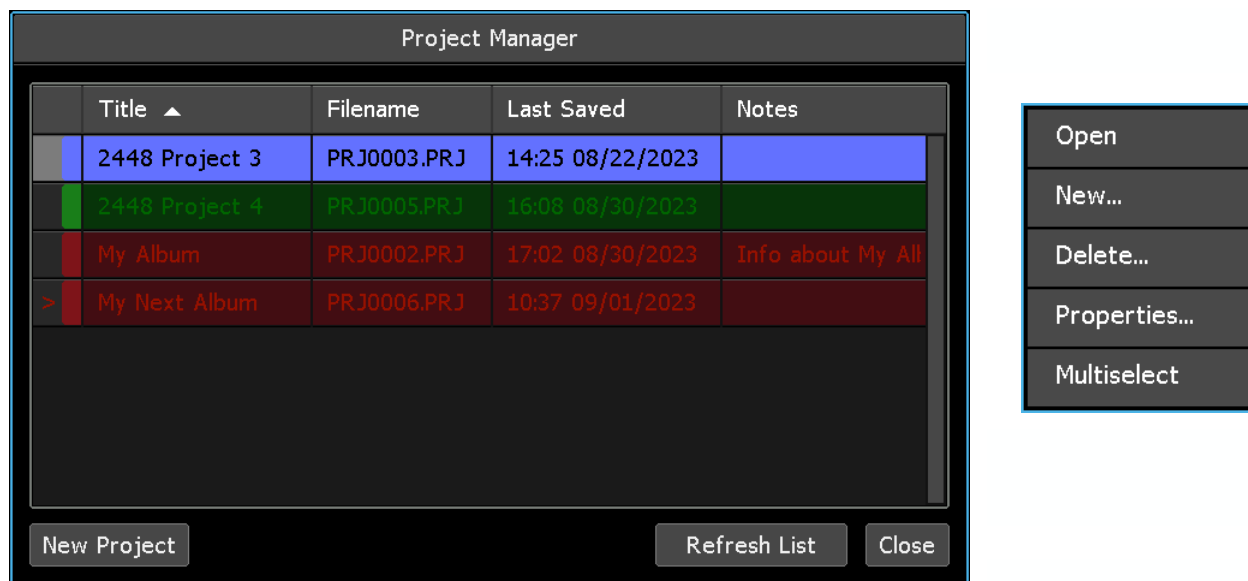 Project Manager
Title ▲ Filename Last Saved Notes
2448 Project 3 PRJ0003.PRJ 14:25 08/22/2023
2448 Project 4 PRJ0005.PRJ 16:08 08/30/2023
My Album PRJ0002.PRJ 17:02 08/30/2023 Info about My Alb
> My Next Album PRJ0006.PRJ 10:37 09/01/2023
New Project Refresh List Close
Open
New...
Delete...
Properties...
Multiselect